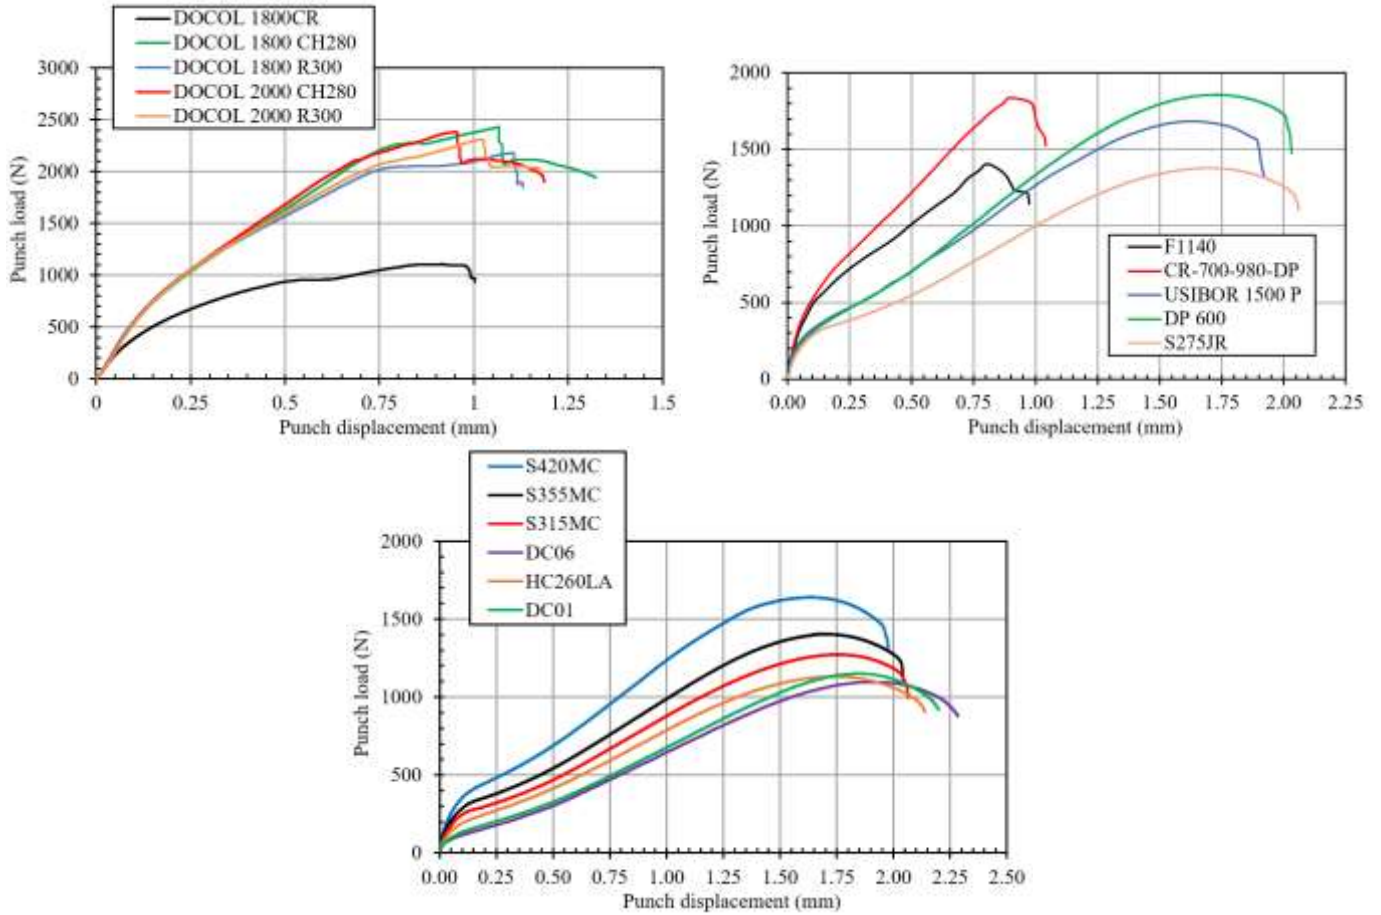 DOCOL 1800CR
DOCOL 1800 CH280
DOCOL 1800 R300
DOCOL 2000 CH280
DOCOL 2000 R300
3000
2500
2000
1500
1000
500
0
Punch load (N)
0 0.25 0.5 0.75 1 1.25 1.5
Punch displacement (mm)
2000
1500
1000
500
0
Punch load (N)
F1140
CR-700-980-DP
USIBOR 1500 P
DP 600
S275JR
0.00 0.25 0.50 0.75 1.00 1.25 1.50 1.75 2.00 2.25
Punch displacement (mm)
S420MC
S355MC
S315MC
DC06
HC260LA
DC01
2000
1500
1000
500
0
Punch load (N)
0.00 0.25 0.50 0.75 1.00 1.25 1.50 1.75 2.00 2.25 2.50
Punch displacement (mm)